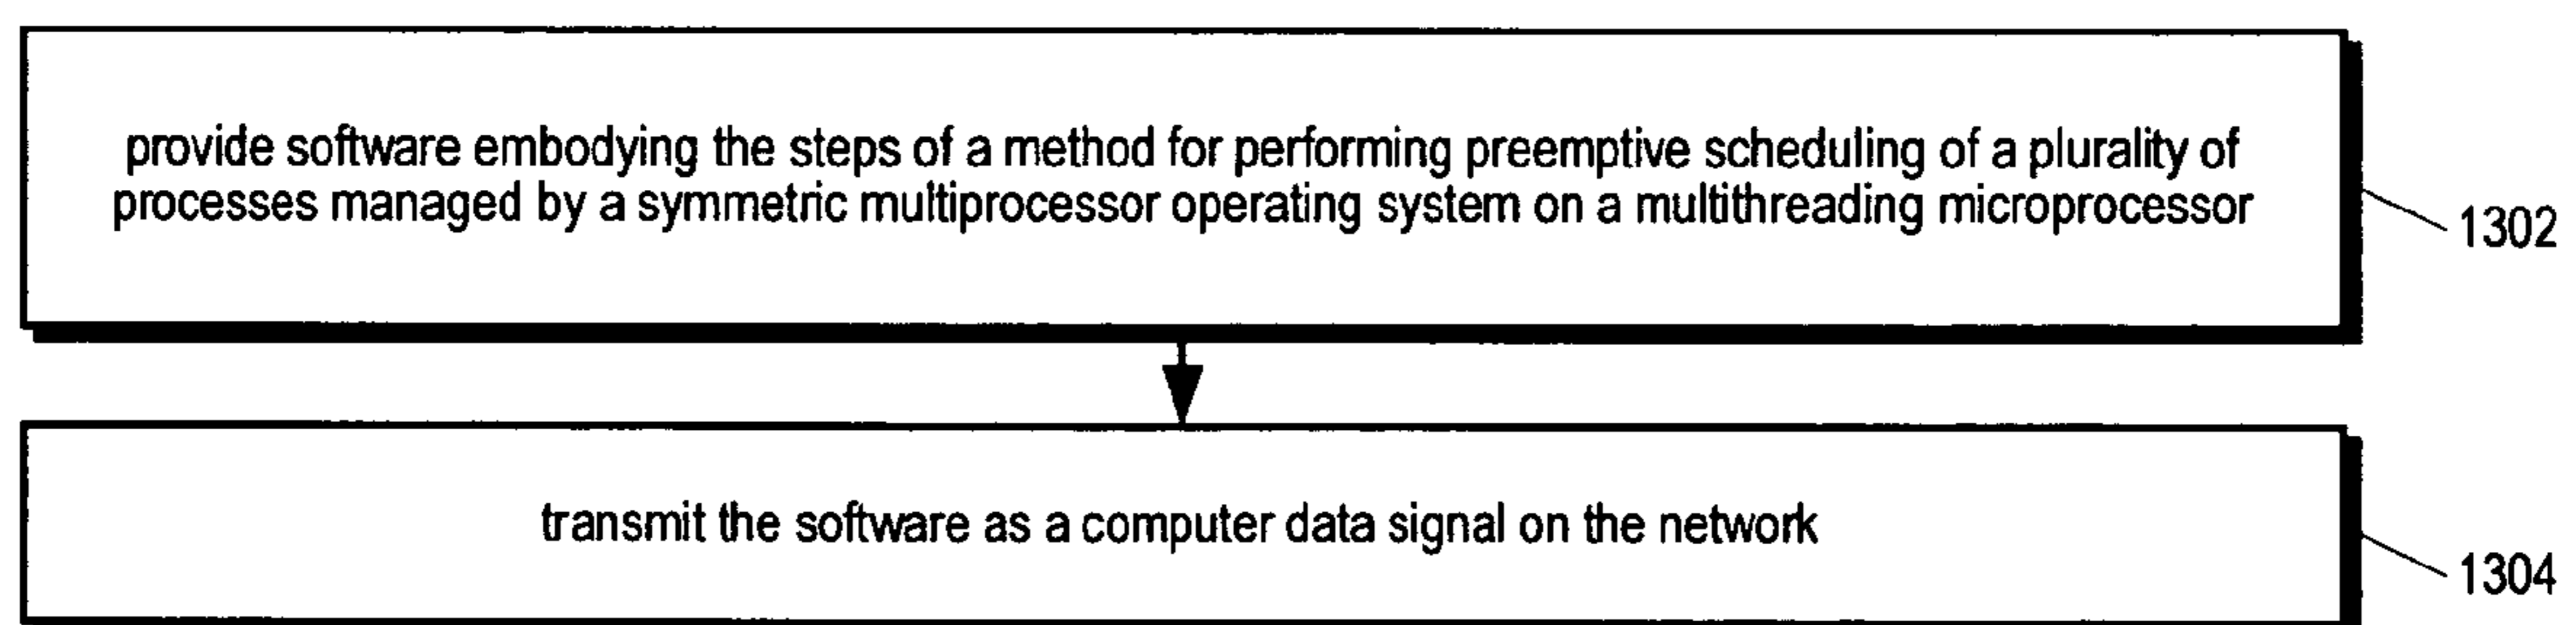 provide software embodying the steps of a method for performing preemptive scheduling of a plurality of
processes managed by a symmetric multiprocessor operating system on a multithreading microprocessor
1302
transmit the software as a computer data signal on the network
1304